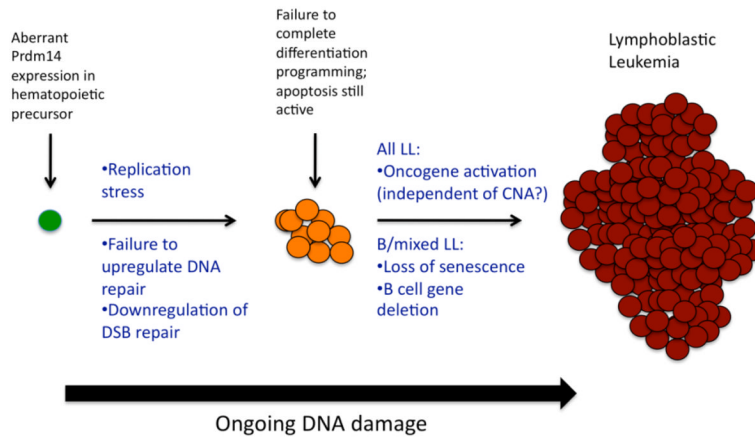 Aberrant
Prdm14
expression in
hematopoietic
precursor
•Replication
stress
•Failure to
upregulate DNA
repair
•Downregulation of
DSB repair
Failure to
complete
differentiation
programming;
apoptosis still
active
All LL:
•Oncogene activation
(independent of CNA?)
B/mixed LL:
•Loss of senescence
•B cell gene
deletion
Lymphoblastic
Leukemia
Ongoing DNA damage